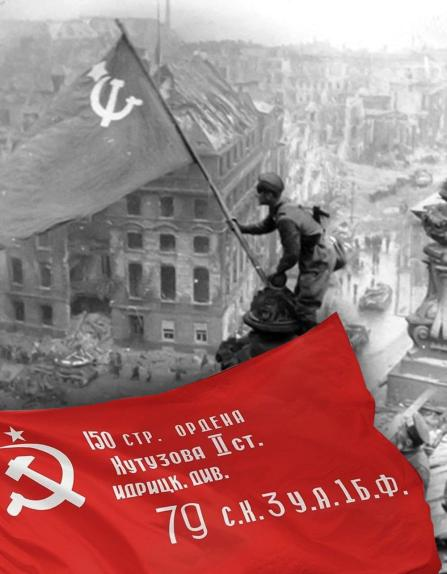 150 СТР. ОРДЕНА
КУТУЗОВА II СТ.
ИДРИЦК. ДИВ.
79 С.К. 3 У.А. 1 Б.Ф.